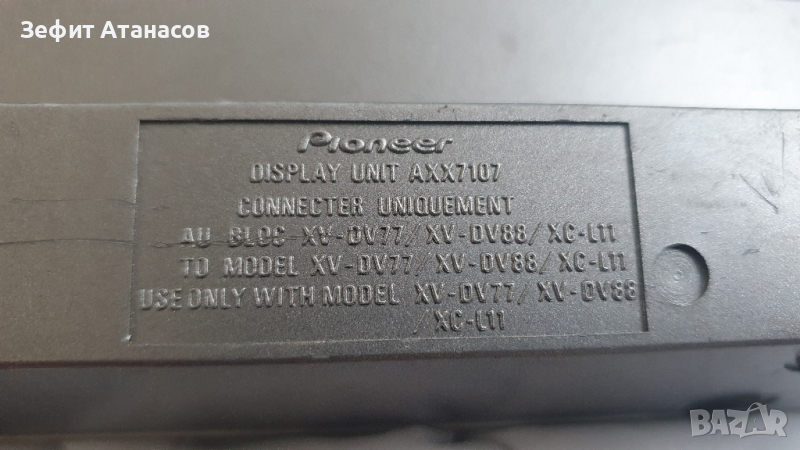 Зефит Атанасов
Pioneer
DISPLAY UNIT AXX7107
CONNECTER UNIQUEMENT
AU BLOC XV-DV77/ XV-DV88/ XC-L11
TO MODEL XV-DV77/ XV-DV88/ XC-L11
USE ONLY WITH MODEL XV-DV77/ XV-DV88
/XC-L11
BAZAR